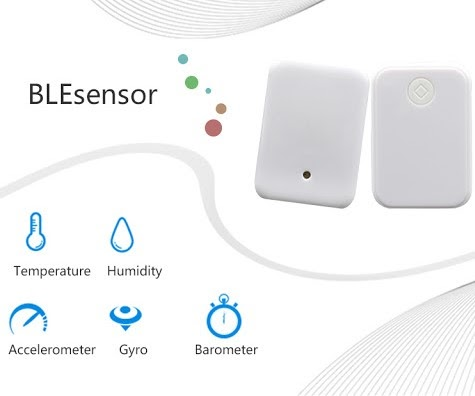 BLEsensor
Temperature Humidity
Accelerometer Gyro Barometer